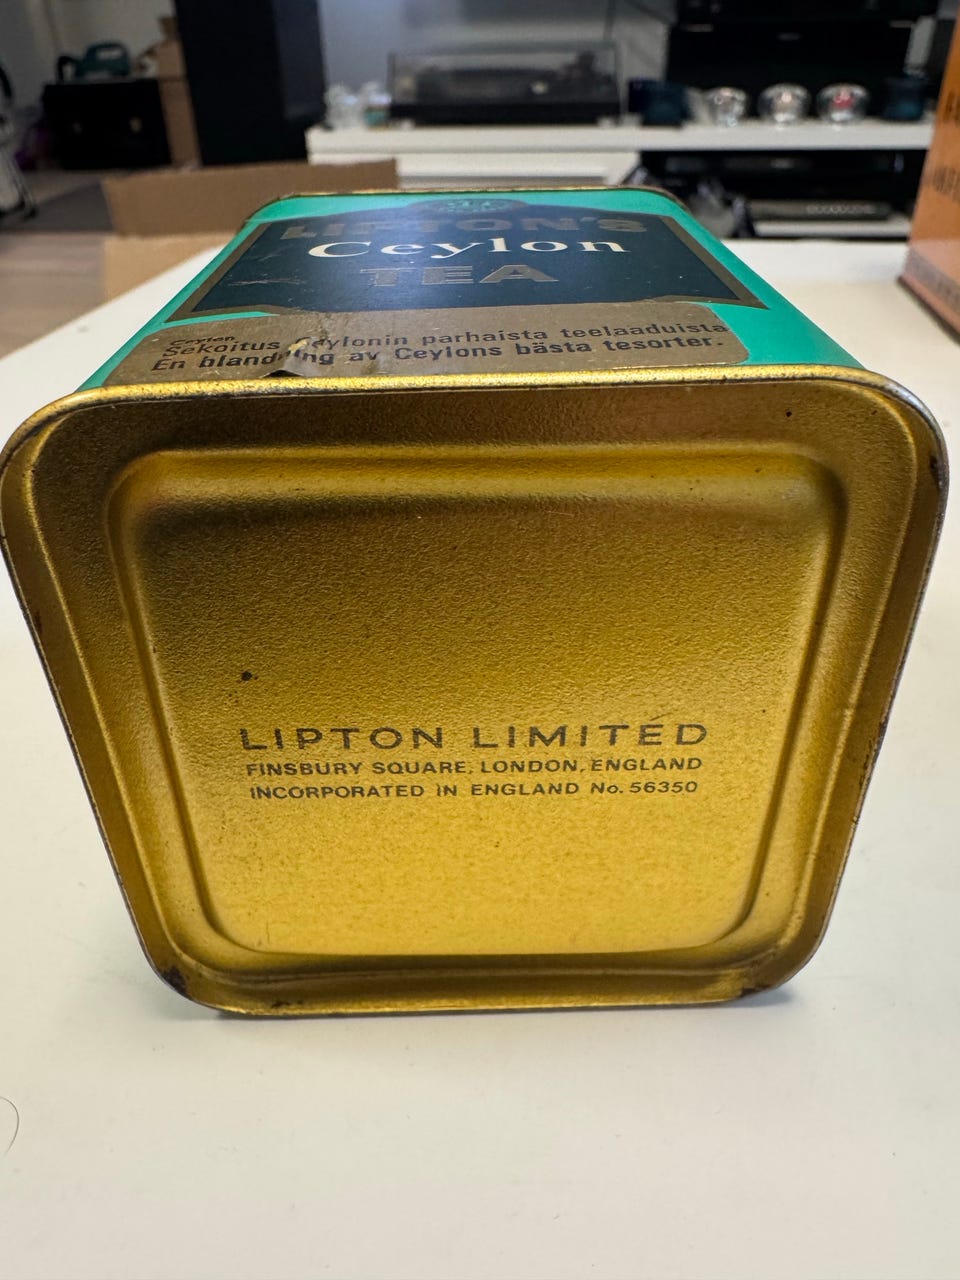 LIPTON'S
Ceylon
TEA
Ceylon.
Sekoitus Ceylonin parhaista teelaaduista
En blandning av Ceylons bästa tesorter.
LIPTON LIMITED
FINSBURY SQUARE, LONDON, ENGLAND
INCORPORATED IN ENGLAND No. 56350